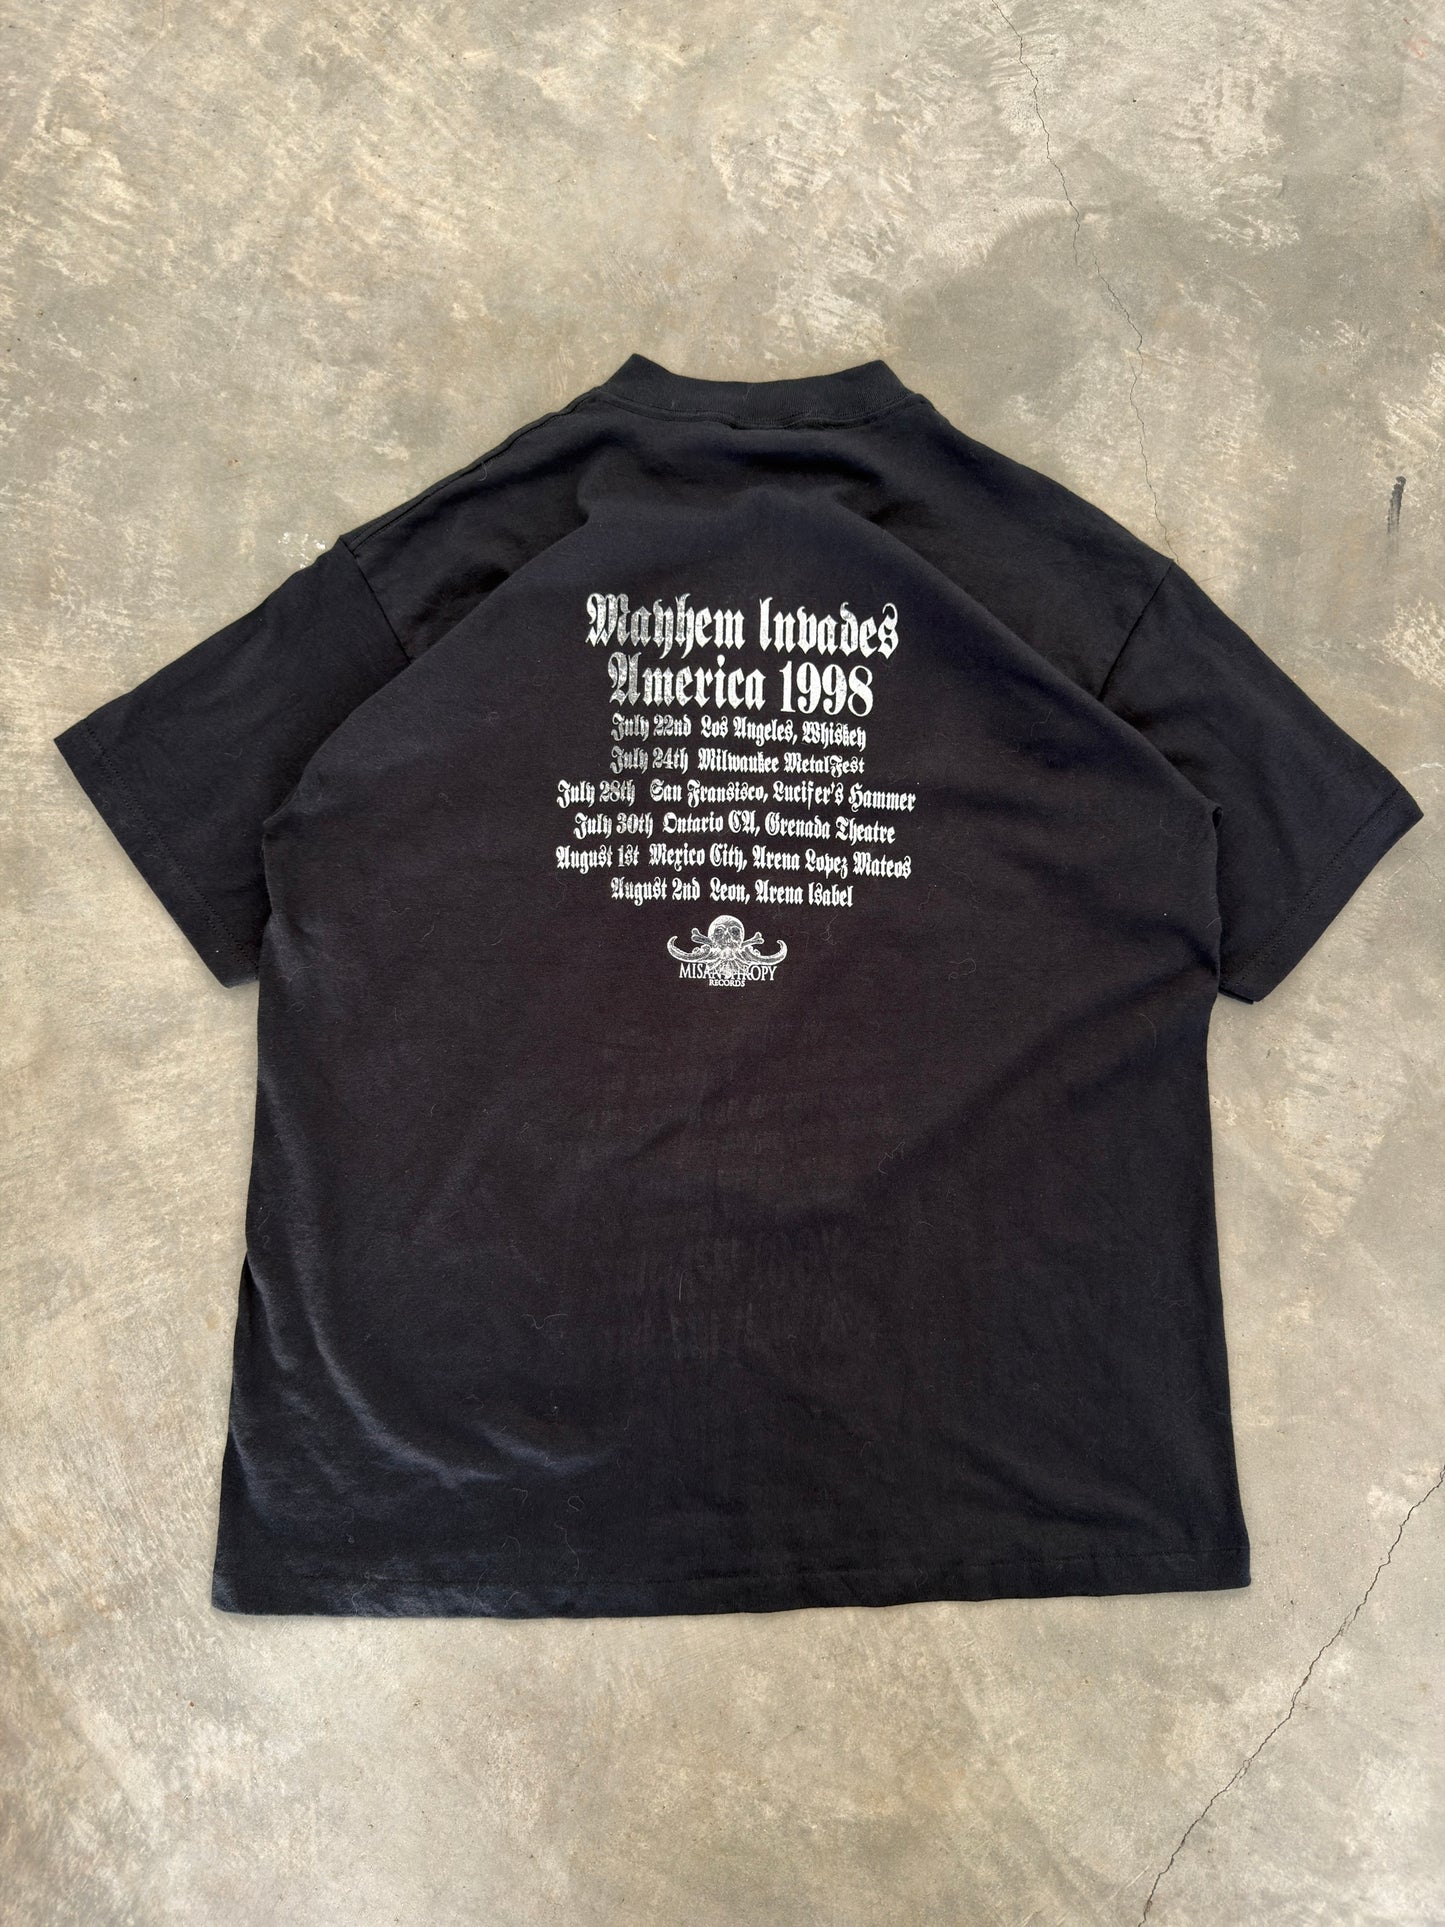 Mayhem Invades
America 1998
July 22nd Los Angeles, Whiskey
July 24th Milwaukee MetalFest
July 28th San Fransisco, Lucifer's Hammer
July 30th Ontario CA, Grenada Theatre
August 1st Mexico City, Arena Lopez Mateos
August 2nd Leon, Arena Isabel
MISANTHROPY
RECORDS